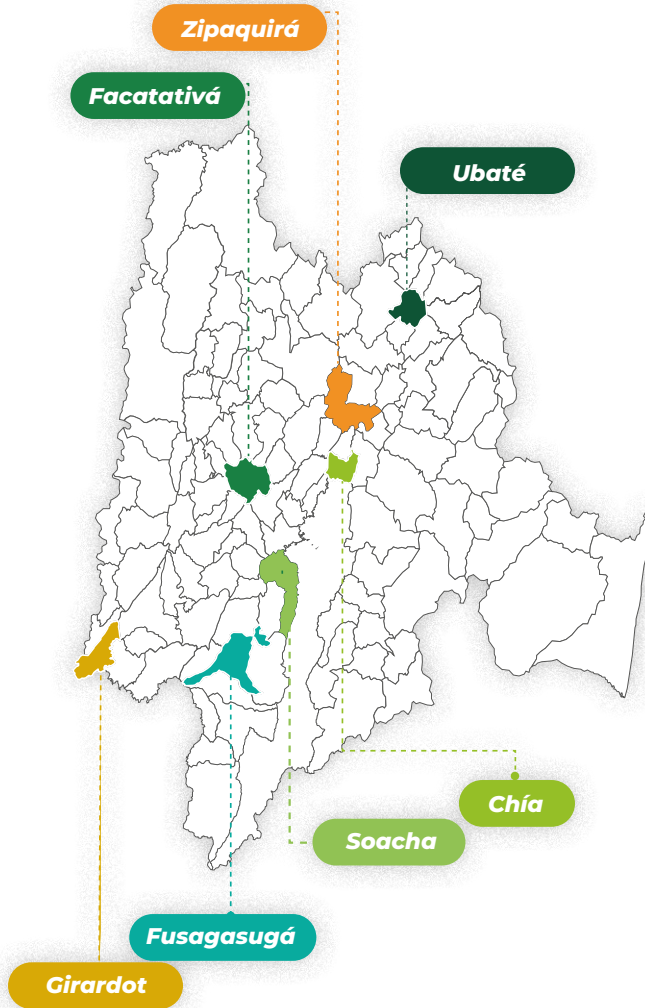 Zipaquirá
Facatativá
Ubaté
Chía
Soacha
Fusagasugá
Girardot